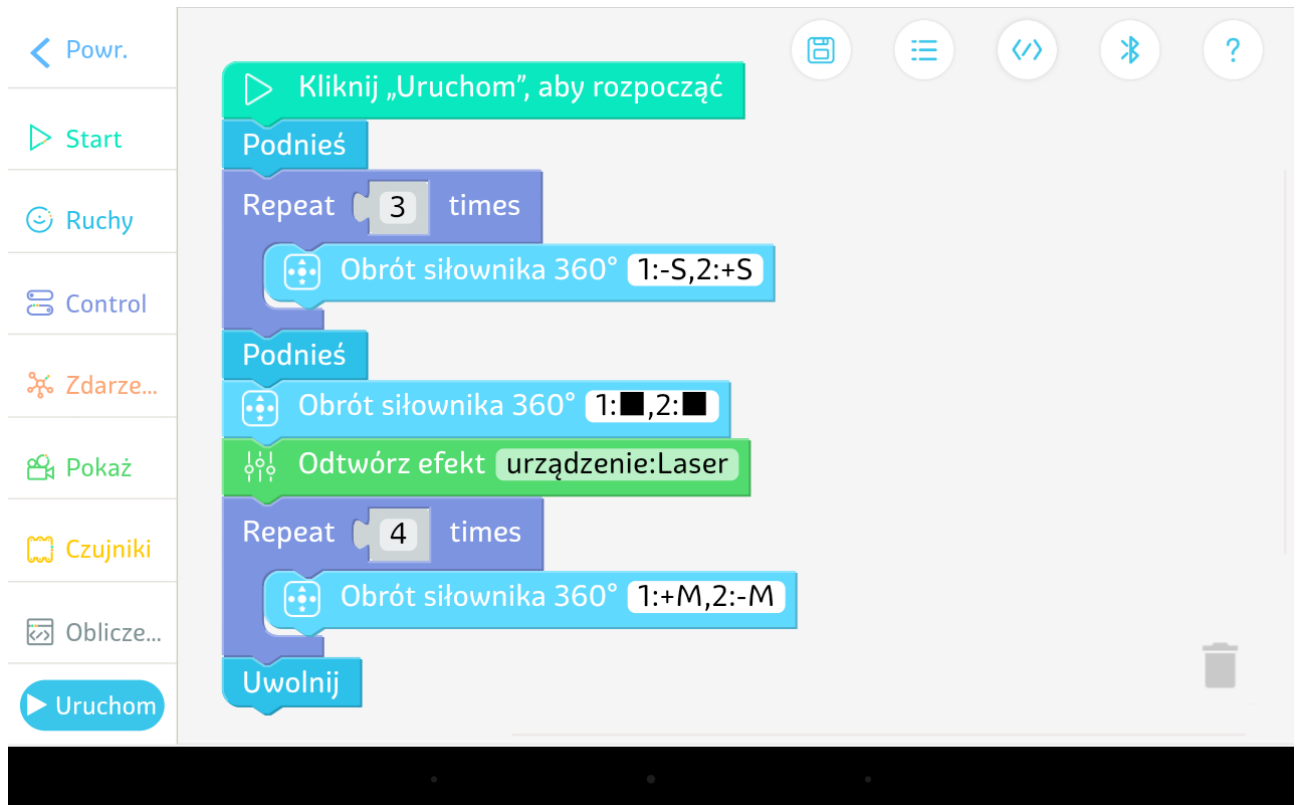 Powr.
Start
Ruchy
Control
Zdarze...
Pokaż
Czujniki
Oblicze...
Uruchom
Kliknij „Uruchom”, aby rozpocząć
Podnieś
Repeat 3 times
Obrót siłownika 360° 1:-S,2:+S
Podnieś
Obrót siłownika 360° 1:■,2:■
Odtwórz efekt urządzenie:Laser
Repeat 4 times
Obrót siłownika 360° 1:+M,2:-M
Uwolnij
?